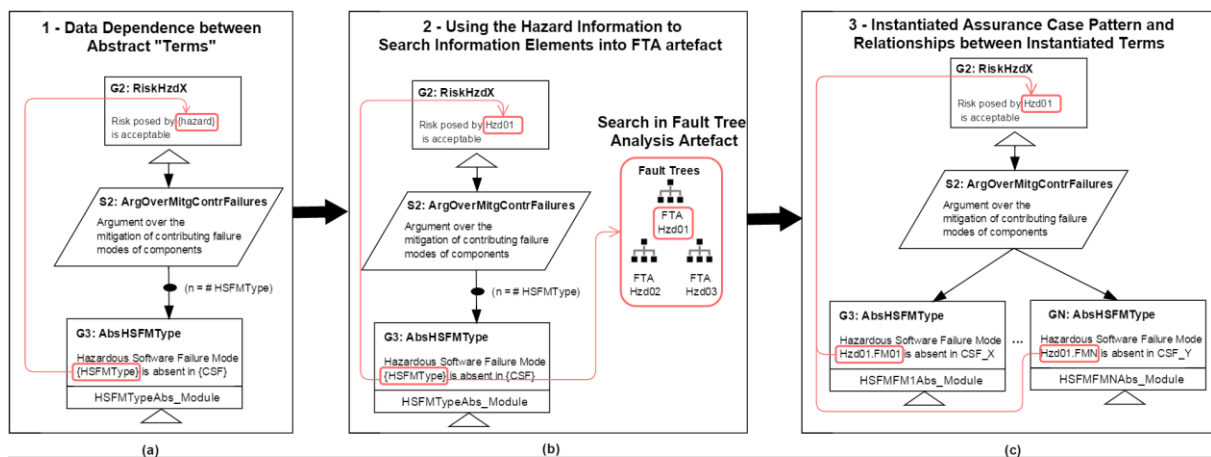 1 - Data Dependence between
Abstract "Terms"
G2: RiskHzdX
Risk posed by {hazard}
is acceptable
S2: ArgOverMitgContrFailures
Argument over the
mitigation of contributing failure
modes of components
(n = # HSFMType)
G3: AbsHSFMType
Hazardous Software Failure Mode
{HSFMType} is absent in {CSF}
HSFMTypeAbs_Module
(a)
2 - Using the Hazard Information to
Search Information Elements into FTA artefact
G2: RiskHzdX
Risk posed by Hzd01
is acceptable
S2: ArgOverMitgContrFailures
Argument over the
mitigation of contributing failure
modes of components
(n = # HSFMType)
G3: AbsHSFMType
Hazardous Software Failure Mode
{HSFMType} is absent in {CSF}
HSFMTypeAbs_Module
Search in Fault Tree
Analysis Artefact
Fault Trees
FTA
Hzd01
FTA
Hzd02
FTA
Hzd03
(b)
3 - Instantiated Assurance Case Pattern and
Relationships between Instantiated Terms
G2: RiskHzdX
Risk posed by Hzd01
is acceptable
S2: ArgOverMitgContrFailures
Argument over the
mitigation of contributing failure
modes of components
G3: AbsHSFMType
Hazardous Software Failure Mode
Hzd01.FM01 is absent in CSF_X
HSFMFM1Abs_Module
...
GN: AbsHSFMType
Hazardous Software Failure Mode
Hzd01.FMN is absent in CSF_Y
HSFMFMNAbs_Module
(c)